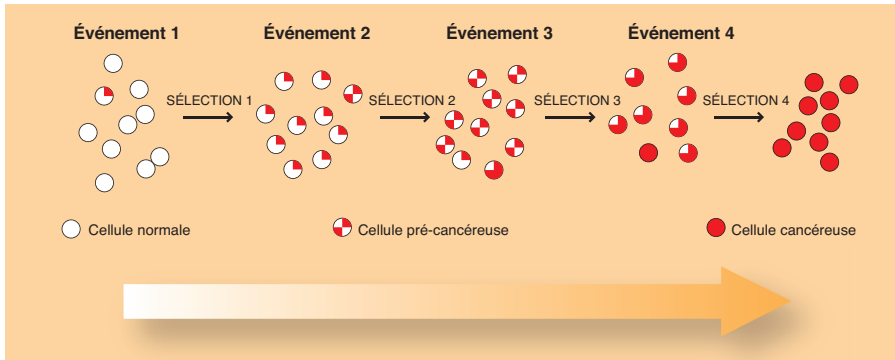 Événement 1 Événement 2 Événement 3 Événement 4
SÉLECTION 1 SÉLECTION 2 SÉLECTION 3 SÉLECTION 4
Cellule normale Cellule pré-cancéreuse Cellule cancéreuse